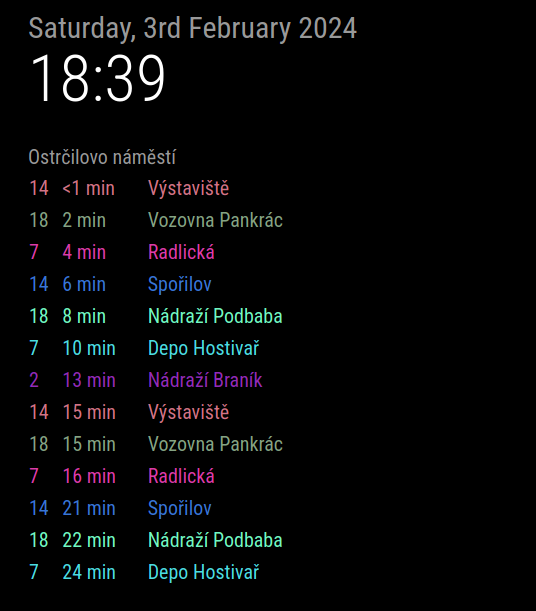 Saturday, 3rd February 2024
18:39
Ostrčilovo náměstí
14 <1 min Výstaviště
18 2 min Vozovna Pankrác
7 4 min Radlická
14 6 min Spořilov
18 8 min Nádraží Podbaba
7 10 min Depo Hostivař
2 13 min Nádraží Braník
14 15 min Výstaviště
18 15 min Vozovna Pankrác
7 16 min Radlická
14 21 min Spořilov
18 22 min Nádraží Podbaba
7 24 min Depo Hostivař